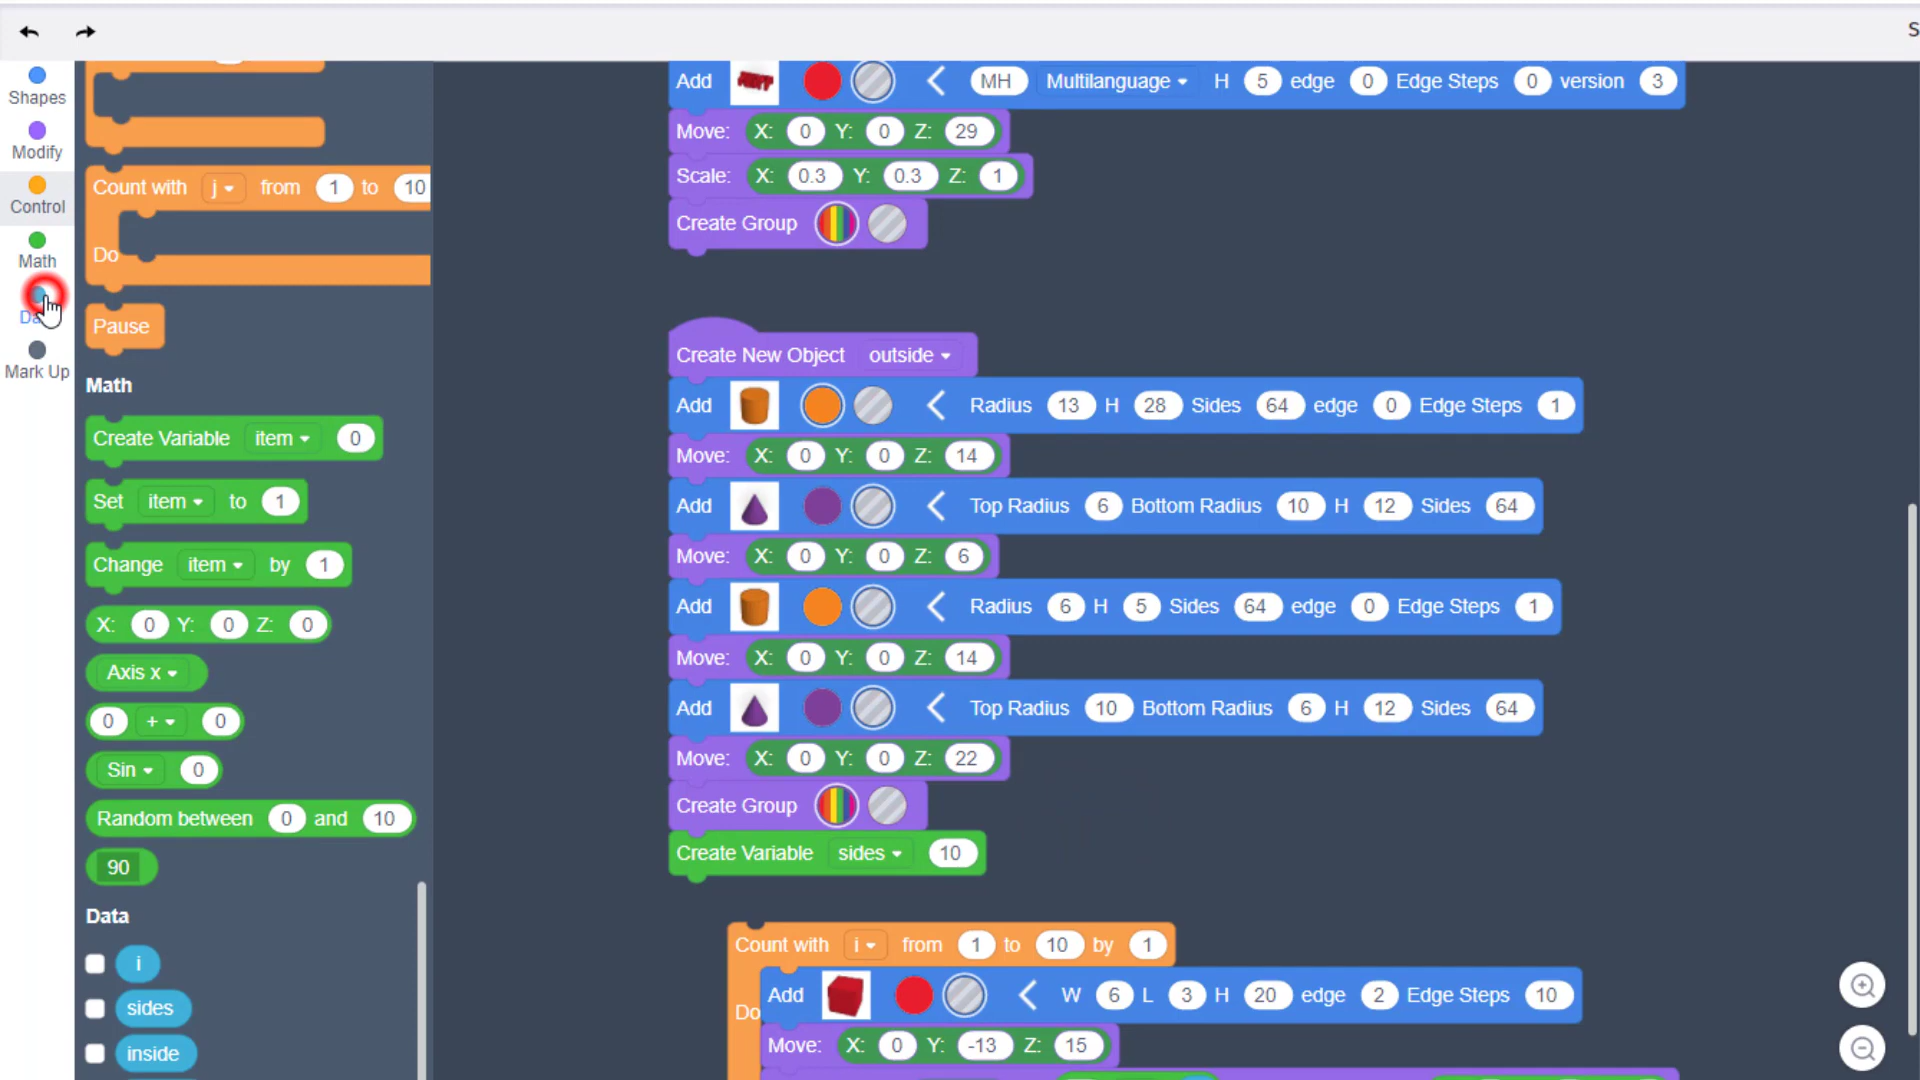 S
Shapes
Modify
Control
Math
Mark Up
Count with j from 1 to 10
Do
Pause
Math
Create Variable item 0
Set item to 1
Change item by 1
X: 0 Y: 0 Z: 0
Axis x
0 + 0
Sin 0
Random between 0 and 10
90
Data
i
sides
inside
Add MH Multilanguage H 5 edge 0 Edge Steps 0 version 3
Move: X: 0 Y: 0 Z: 29
Scale: X: 0.3 Y: 0.3 Z: 1
Create Group
Create New Object outside
Add Radius 13 H 28 Sides 64 edge 0 Edge Steps 1
Move: X: 0 Y: 0 Z: 14
Add Top Radius 6 Bottom Radius 10 H 12 Sides 64
Move: X: 0 Y: 0 Z: 6
Add Radius 6 H 5 Sides 64 edge 0 Edge Steps 1
Move: X: 0 Y: 0 Z: 14
Add Top Radius 10 Bottom Radius 6 H 12 Sides 64
Move: X: 0 Y: 0 Z: 22
Create Group
Create Variable sides 10
Count with i from 1 to 10 by 1
Do Add W 6 L 3 H 20 edge 2 Edge Steps 10
Move: X: 0 Y: -13 Z: 15